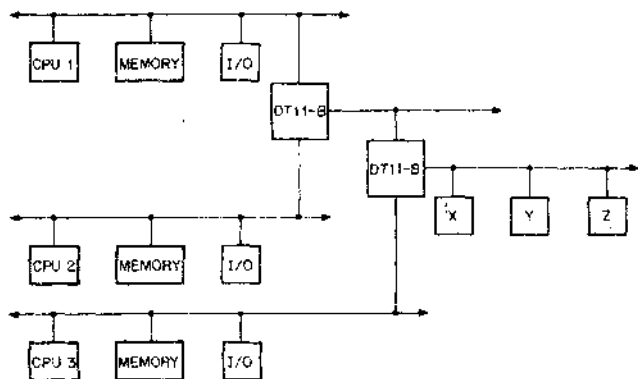 CPU 1 MEMORY I/O
DT11-B
DT11-B
X Y Z
CPU 2 MEMORY I/O
CPU 3 MEMORY I/O